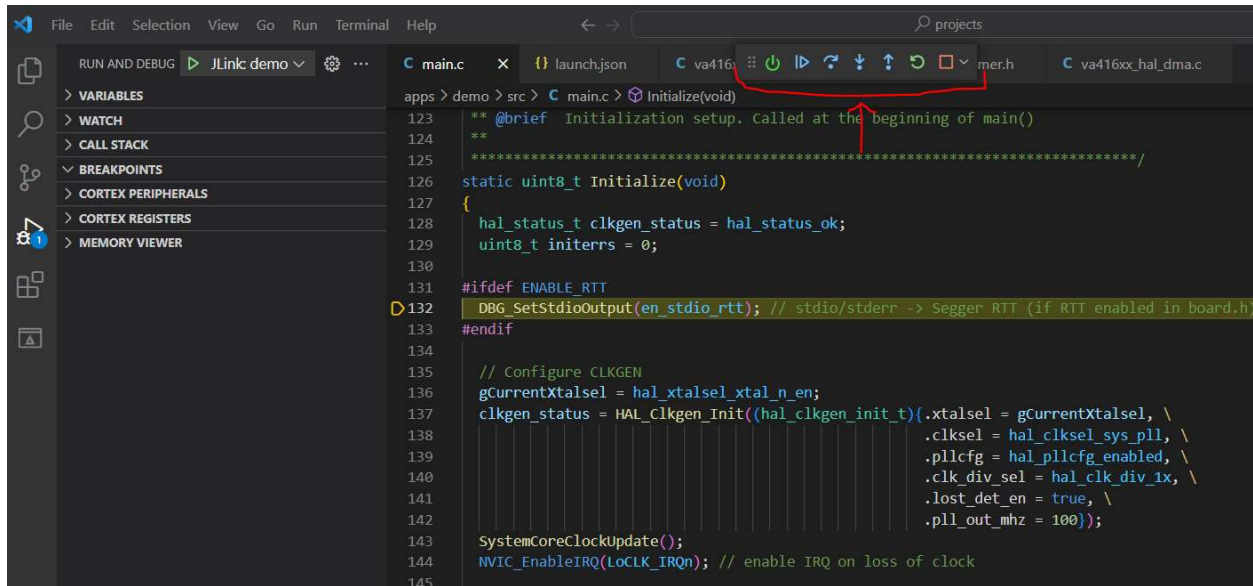 File Edit Selection View Go Run Terminal Help
projects
RUN AND DEBUG JLink: demo
main.c
launch.json
va416x
mer.h
va416xx_hal_dma.c
VARIABLES
WATCH
CALL STACK
BREAKPOINTS
CORTEX PERIPHERALS
CORTEX REGISTERS
MEMORY VIEWER
1
apps > demo > src > C main.c > Initialize(void)
123 ** @brief  Initialization setup. Called at the beginning of main()
124 **
125 *****************************************************************************/
126 static uint8_t Initialize(void)
127 {
128   hal_status_t clkgen_status = hal_status_ok;
129   uint8_t initerrs = 0;
130
131 #ifdef ENABLE_RTT
132   DBG_SetStdioOutput(en_stdio_rtt); // stdio/stderr -> Segger RTT (if RTT enabled in board.h)
133 #endif
134
135   // Configure CLKGEN
136   gCurrentXtalsel = hal_xtalsel_xtal_n_en;
137   clkgen_status = HAL_Clkgen_Init((hal_clkgen_init_t){.xtalsel = gCurrentXtalsel, \
138 .clksel = hal_clksel_sys_pll, \
139 .pllcfg = hal_pllcfg_enabled, \
140 .clk_div_sel = hal_clk_div_1x, \
141 .lost_det_en = true, \
142 .pll_out_mhz = 100});
143   SystemCoreClockUpdate();
144   NVIC_EnableIRQ(LoCLK_IRQn); // enable IRQ on loss of clock
145